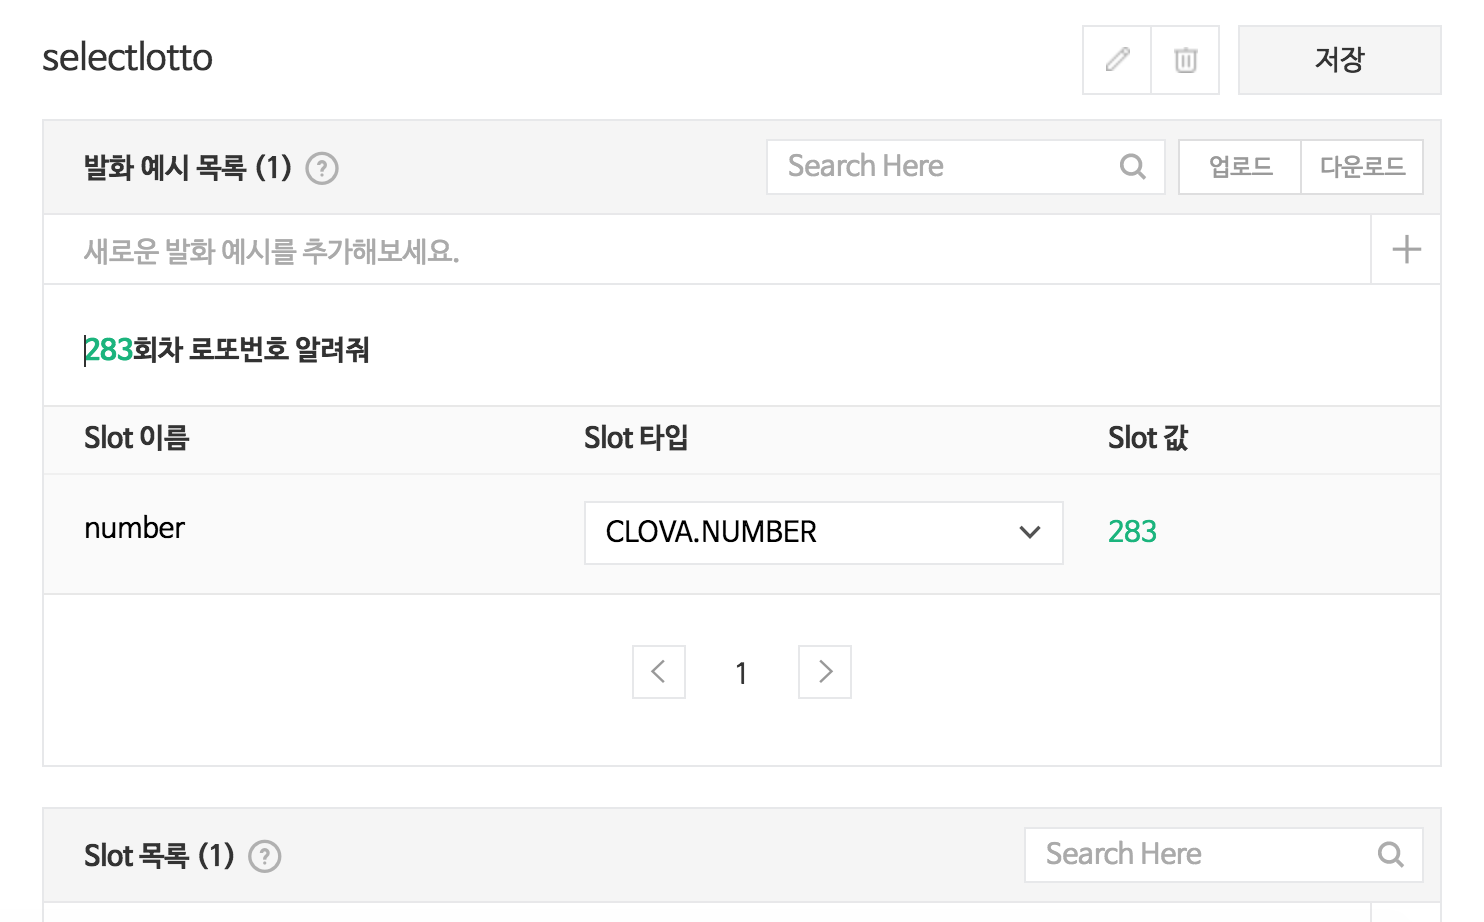 selectlotto
저장
발화 예시 목록 (1) ?
Search Here
업로드
다운로드
새로운 발화 예시를 추가해보세요.
283회차 로또번호 알려줘
Slot 이름
Slot 타입
Slot 값
number
CLOVA.NUMBER
283
1
Slot 목록 (1) ?
Search Here